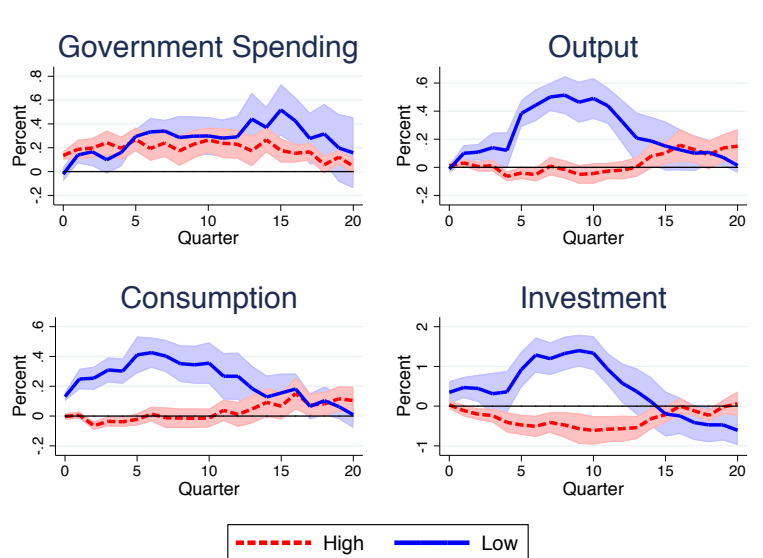 Government Spending
Output
Percent
.8
.6
.4
.2
0
-.2
0 5 10 15 20
Quarter
Percent
.6
.4
.2
0
-.2
0 5 10 15 20
Quarter
Consumption
Investment
Percent
.6
.4
.2
0
-.2
0 5 10 15 20
Quarter
Percent
2
1
0
-1
0 5 10 15 20
Quarter
High Low